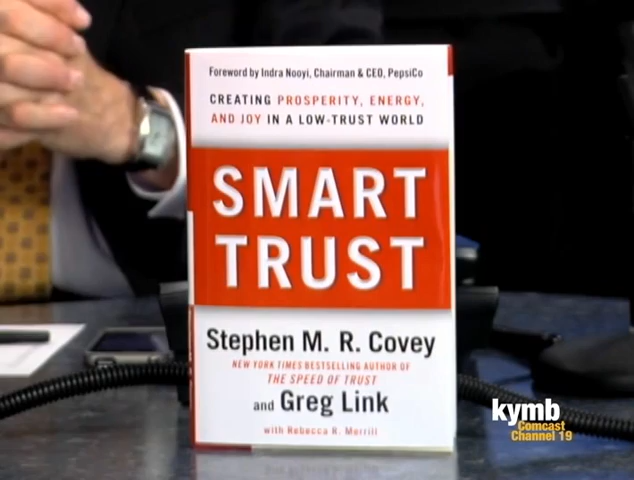 Foreword by Indra Nooyi, Chairman & CEO, PepsiCo
CREATING PROSPERITY, ENERGY,
AND JOY IN A LOW-TRUST WORLD
SMART
TRUST
Stephen M. R. Covey
NEW YORK TIMES BESTSELLING AUTHOR OF
THE SPEED OF TRUST
and Greg Link
with Rebecca R. Merrill
kymb
Comcast
Channel 19